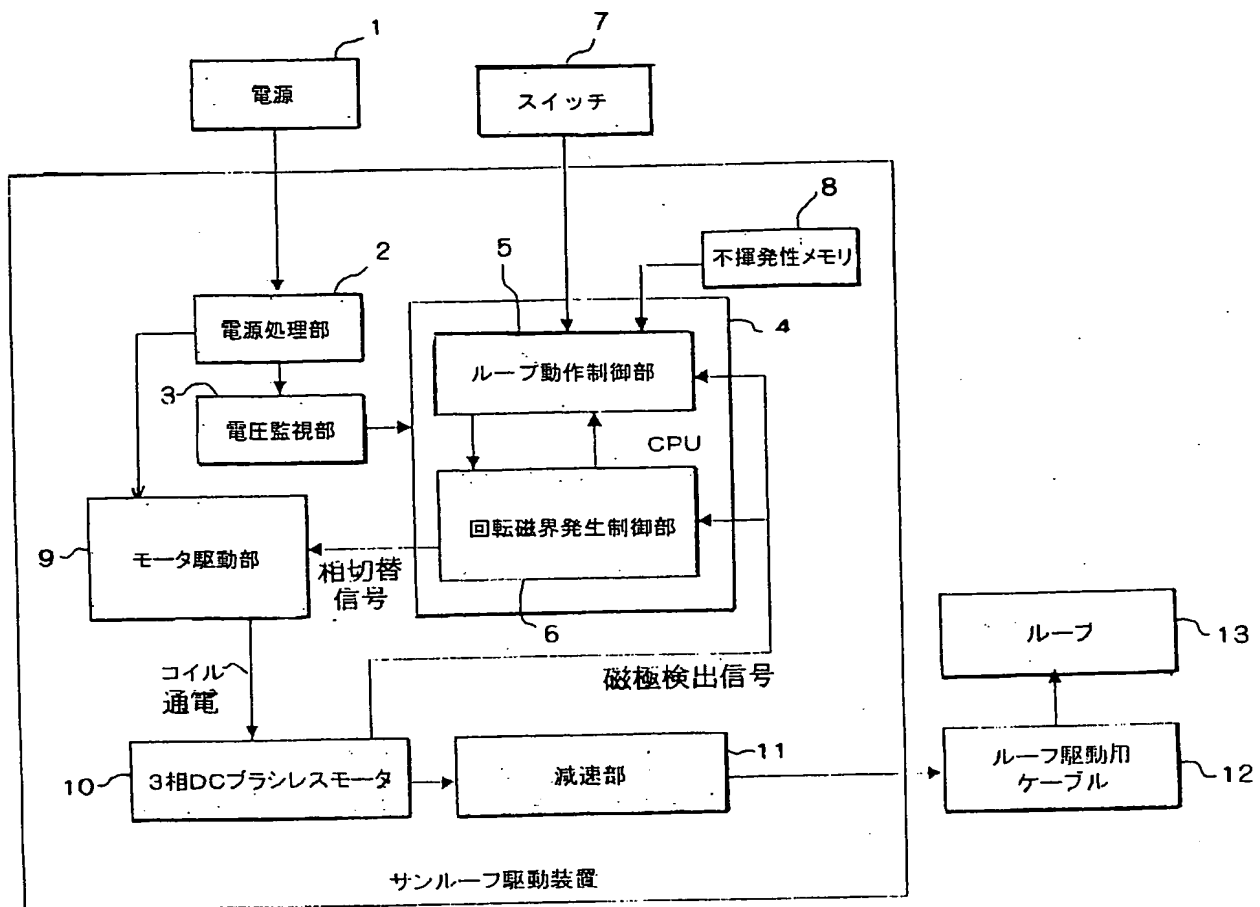 1
電源
7
スイッチ
8
不揮発性メモリ
2
電源処理部
5
4
ルーフ動作制御部
3
電圧監視部
CPU
回転磁界発生制御部
9
モータ駆動部
相切替
信号
6
ルーフ
13
コイル
通電
磁極検出信号
10
3相DCブラシレスモータ
11
減速部
ルーフ駆動用
ケーブル
12
サンルーフ駆動装置